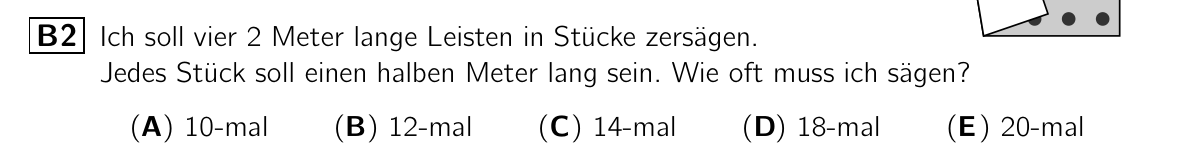 B2 Ich soll vier 2 Meter lange Leisten in Stücke zersägen.
Jedes Stück soll einen halben Meter lang sein. Wie oft muss ich sägen?
(A) 10-mal (B) 12-mal (C) 14-mal (D) 18-mal (E) 20-mal